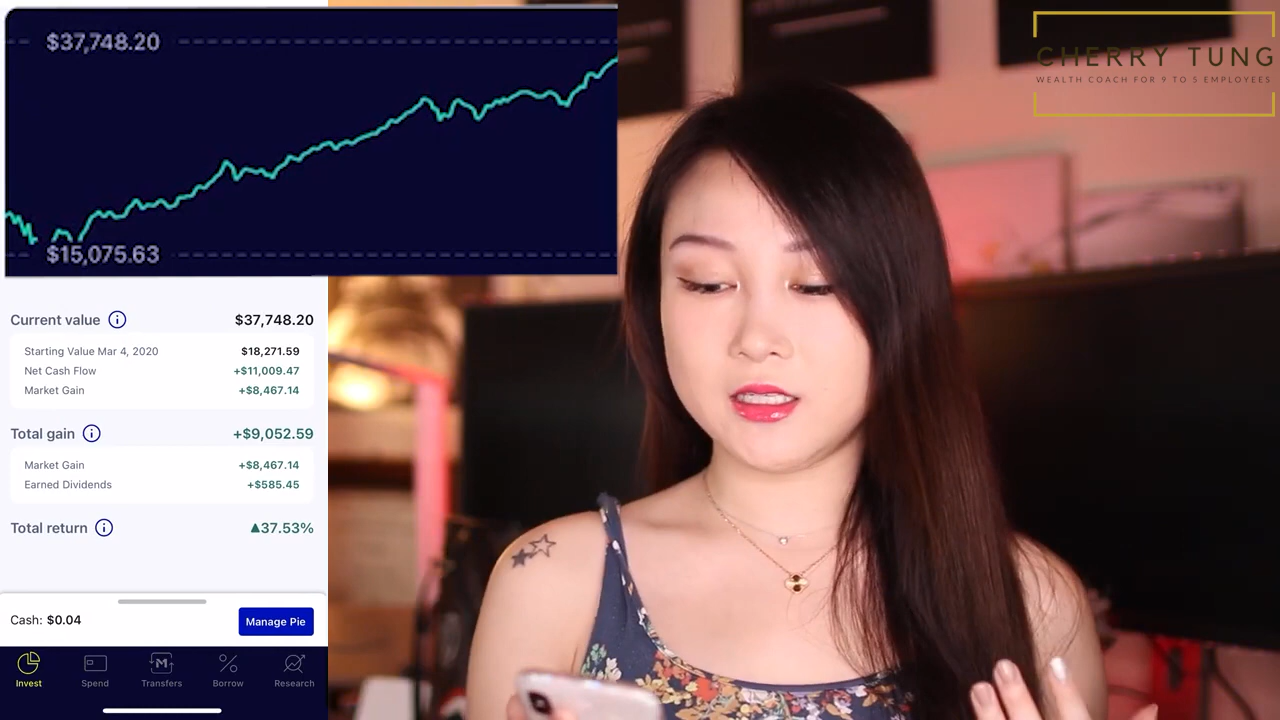 $37,748.20
$15,075.63
Current value
$37,748.20
Starting Value Mar 4, 2020
$18,271.59
Net Cash Flow
+$11,009.47
Market Gain
+$8,467.14
Total gain
+$9,052.59
Market Gain
+$8,467.14
Earned Dividends
+$585.45
Total return
▲37.53%
Cash: $0.04
Manage Pie
Invest
Spend
Transfers
Borrow
Research
CHERRY TUNG
WEALTH COACH FOR 9 TO 5 EMPLOYEES